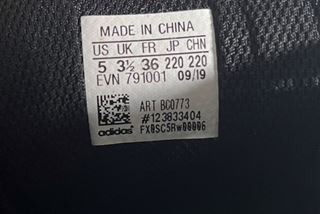 MADE IN CHINA
US UK FR JP CHN
5 3½ 36 220 220
EVN 791001 09/19
ART BC0773
#123833404
adidas FX0SC5Rw00006